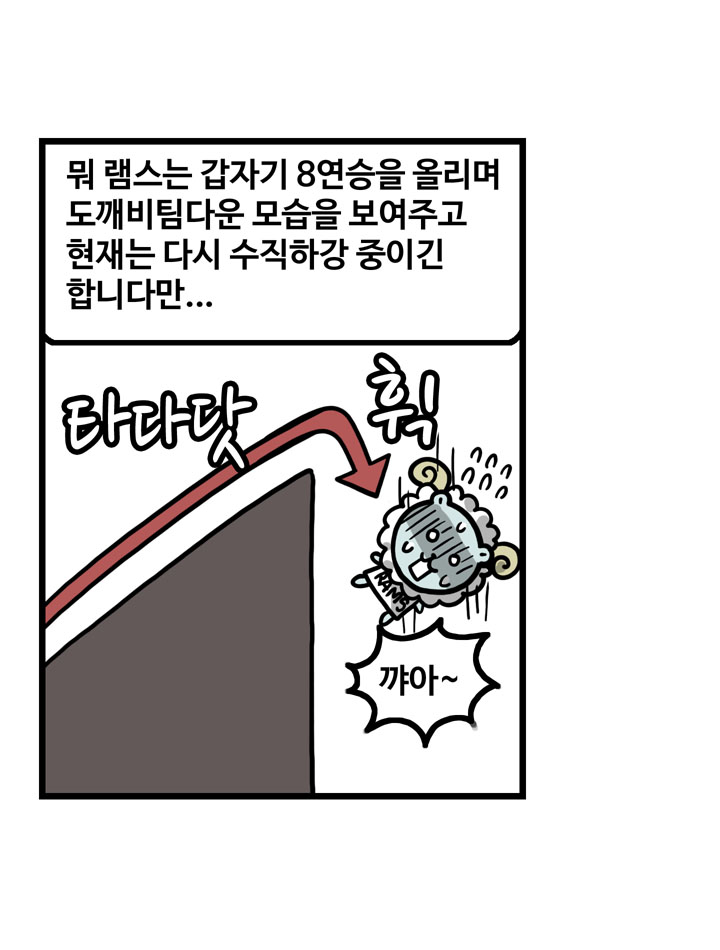 뭐 램스는 갑자기 8연승을 올리며
도깨비팀다운 모습을 보여주고
현재는 다시 수직하강 중이긴
합니다만...
타다닷
휙
RAMS
꺄아~